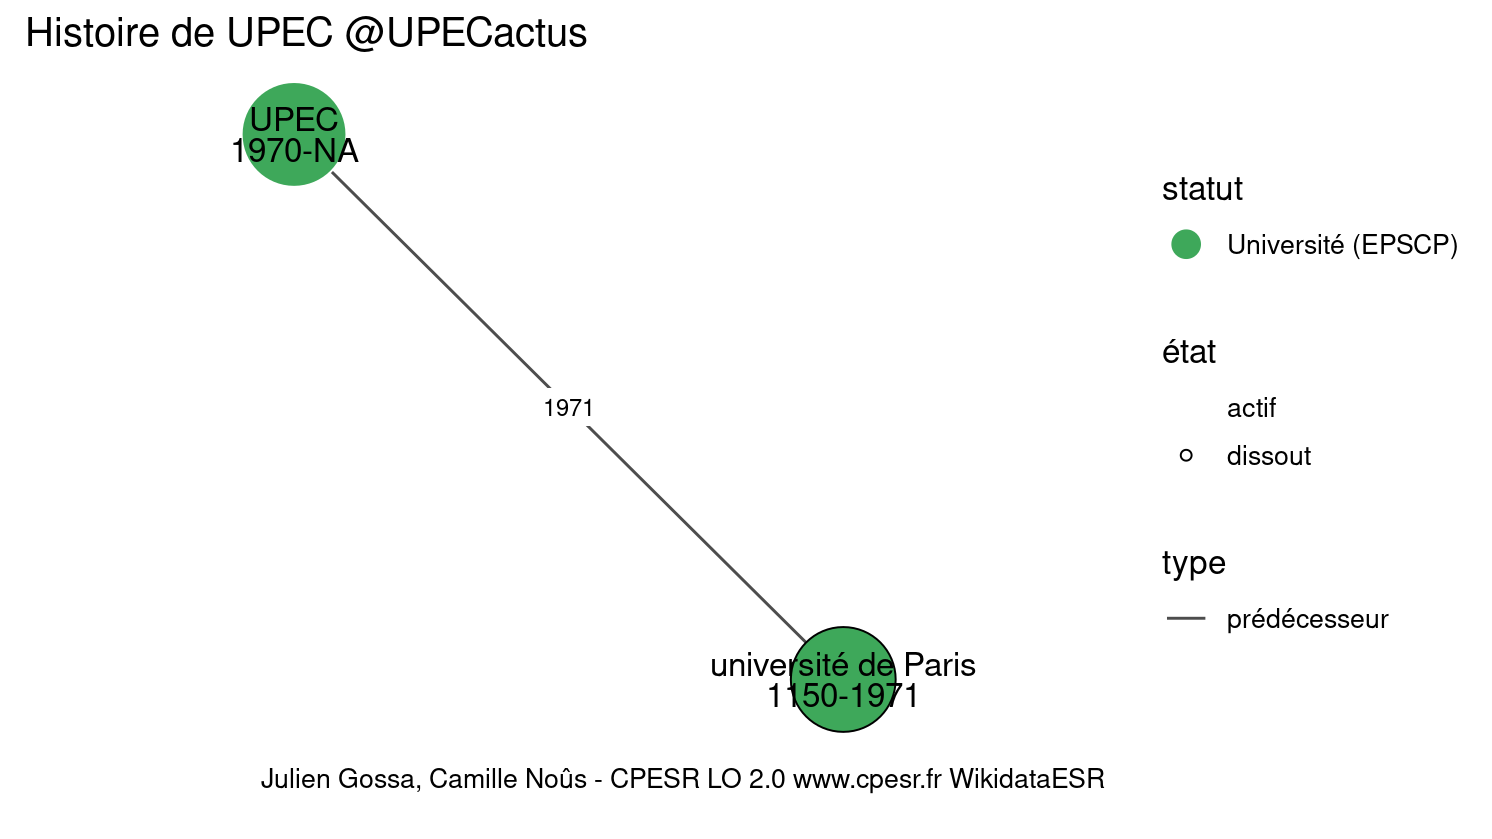 Histoire de UPEC @UPECactus
UPEC
1970-NA
1971
université de Paris
1150-1971
statut
Université (EPSCP)
état
actif
dissout
type
prédécesseur
Julien Gossa, Camille Noûs - CPESR LO 2.0 www.cpesr.fr WikidataESR